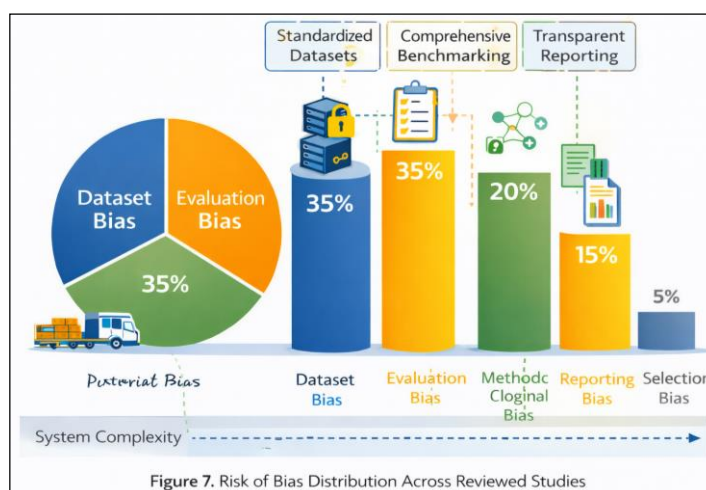 Standardized
Datasets
Comprehensive
Benchmarking
Transparent
Reporting
Dataset
Bias
Evaluation
Bias
35%
35%
35%
20%
15%
5%
Puterial Bias
Dataset
Bias
Evaluation
Bias
Methodc
Cloginal
Bias
Reporting
Bias
Selection
Bias
System Complexity
Figure 7. Risk of Bias Distribution Across Reviewed Studies